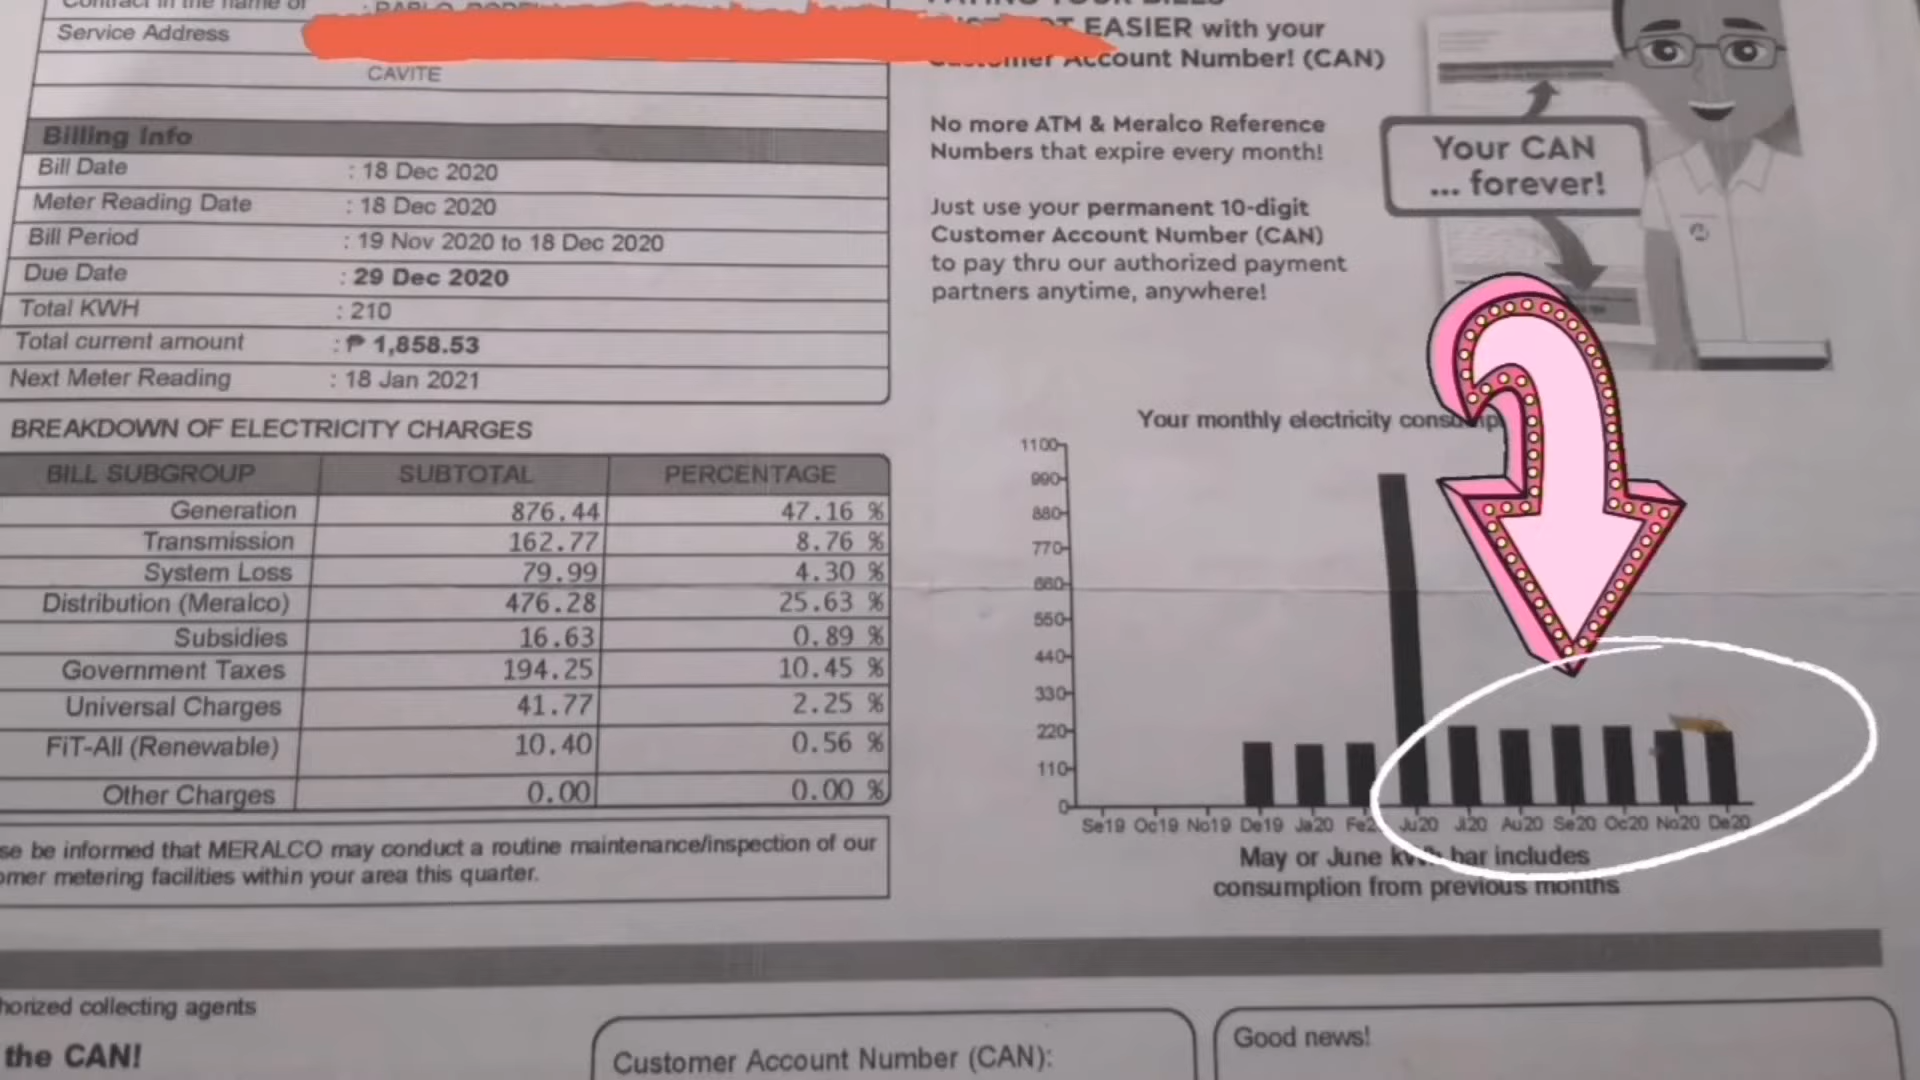 Contract in the name of
Service Address
CAVITE
Billing Info
Bill Date : 18 Dec 2020
Meter Reading Date : 18 Dec 2020
Bill Period : 19 Nov 2020 to 18 Dec 2020
Due Date : 29 Dec 2020
Total KWH : 210
Total current amount : ₱ 1,858.53
Next Meter Reading : 18 Jan 2021
BREAKDOWN OF ELECTRICITY CHARGES
BILL SUBGROUP SUBTOTAL PERCENTAGE
Generation 876.44 47.16 %
Transmission 162.77 8.76 %
System Loss 79.99 4.30 %
Distribution (Meralco) 476.28 25.63 %
Subsidies 16.63 0.89 %
Government Taxes 194.25 10.45 %
Universal Charges 41.77 2.25 %
FiT-All (Renewable) 10.40 0.56 %
Other Charges 0.00 0.00 %
be informed that MERALCO may conduct a routine maintenance/inspection of our
metering facilities within your area this quarter.
collecting agents
the CAN!
PAYING YOUR BILLS
EASIER with your
Account Number! (CAN)
No more ATM & Meralco Reference
Numbers that expire every month!
Just use your permanent 10-digit
Customer Account Number (CAN)
to pay thru our authorized payment
partners anytime, anywhere!
Your CAN
... forever!
Your monthly electricity
1100
990
880
770
660
550
440
330
220
110
0
Se19 Oc19 No19 De19 Ja20 Fe2 Ju20 Jl20 Au20 Se20 Oc20 No20 De20
May or June kWh bar includes
consumption from previous months
Customer Account Number (CAN):
Good news!